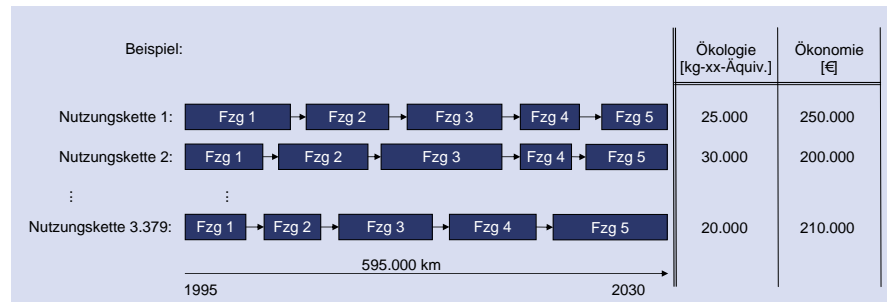 Beispiel:
Ökologie
[kg-xx-Äquiv.]
Ökonomie
[€]
Nutzungskette 1: Fzg 1 Fzg 2 Fzg 3 Fzg 4 Fzg 5 25.000 250.000
Nutzungskette 2: Fzg 1 Fzg 2 Fzg 3 Fzg 4 Fzg 5 30.000 200.000
⋮ ⋮
Nutzungskette 3.379: Fzg 1 Fzg 2 Fzg 3 Fzg 4 Fzg 5 20.000 210.000
595.000 km
1995 2030